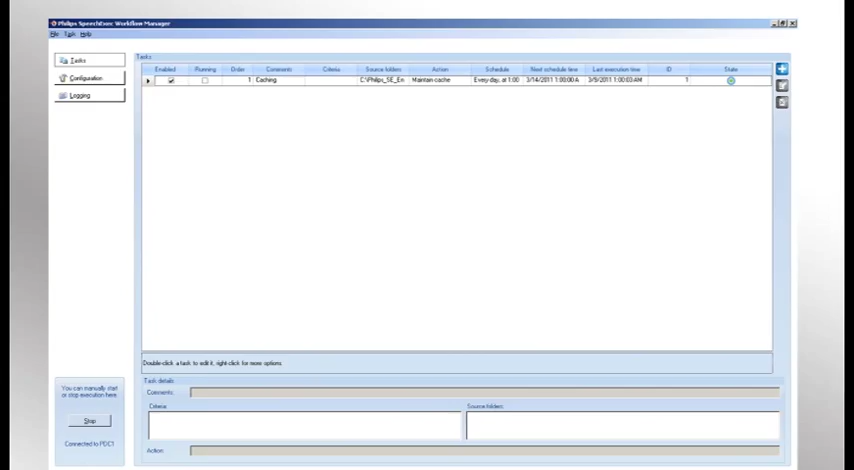 Philips SpeechExec Workflow Manager
File Task Help
Tasks
Configuration
Logging
Tasks
Enabled Running Order Comments Criteria Source folders Action Schedule Next schedule time Last execution time ID State
1 Caching C:\Philips_SE_En Maintain cache Every day, at 1:00 3/14/2011 1:00:00 A 3/9/2011 1:00:03 AM 1
Double-click a task to edit it, right-click for more options.
Task details
Comments:
Criteria: Source folders:
Action:
You can manually start
or stop execution here
Stop
Connected to PDC1